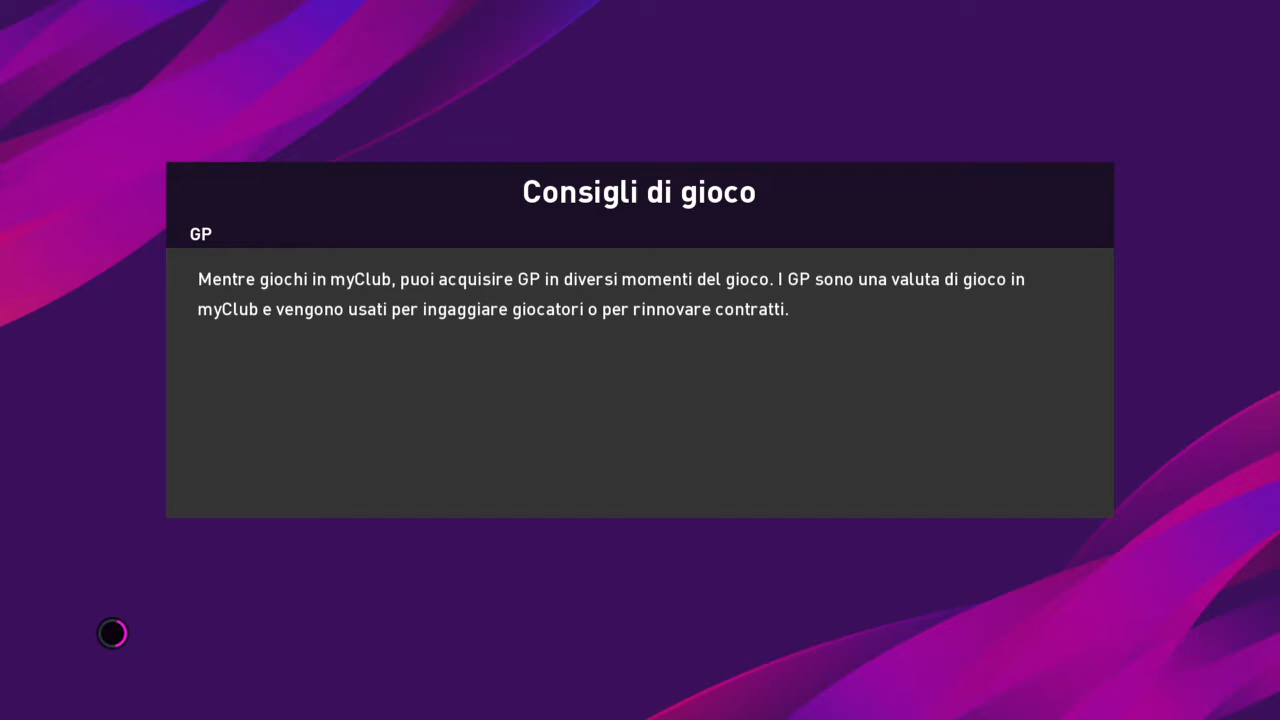 Consigli di gioco
GP
Mentre giochi in myClub, puoi acquisire GP in diversi momenti del gioco. I GP sono una valuta di gioco in
myClub e vengono usati per ingaggiare giocatori o per rinnovare contratti.